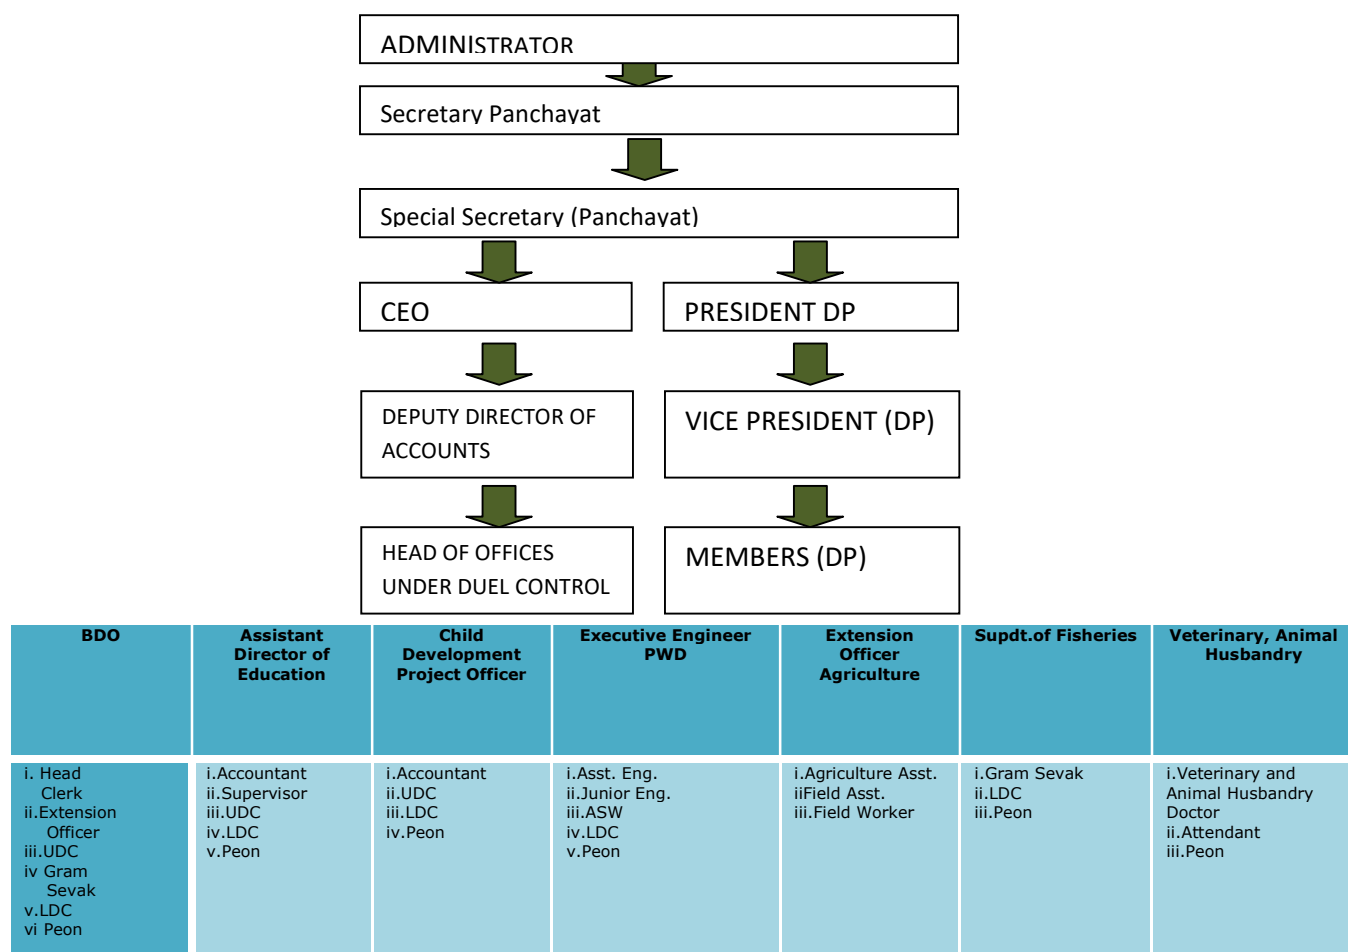 ADMINISTRATOR
Secretary Panchayat
Special Secretary (Panchayat)
CEO
PRESIDENT DP
DEPUTY DIRECTOR OF
ACCOUNTS
VICE PRESIDENT (DP)
HEAD OF OFFICES
UNDER DUEL CONTROL
MEMBERS (DP)
BDO
Assistant
Director of
Education
Child
Development
Project Officer
Executive Engineer
PWD
Extension
Officer
Agriculture
Supdt.of Fisheries
Veterinary, Animal
Husbandry
i. Head
Clerk
ii.Extension
Officer
iii.UDC
iv Gram
Sevak
v.LDC
vi Peon
i.Accountant
ii.Supervisor
iii.UDC
iv.LDC
v.Peon
i.Accountant
ii.UDC
iii.LDC
iv.Peon
i.Asst. Eng.
ii.Junior Eng.
iii.ASW
iv.LDC
v.Peon
i.Agriculture Asst.
iiField Asst.
iii.Field Worker
i.Gram Sevak
ii.LDC
iii.Peon
i.Veterinary and
Animal Husbandry
Doctor
ii.Attendant
iii.Peon